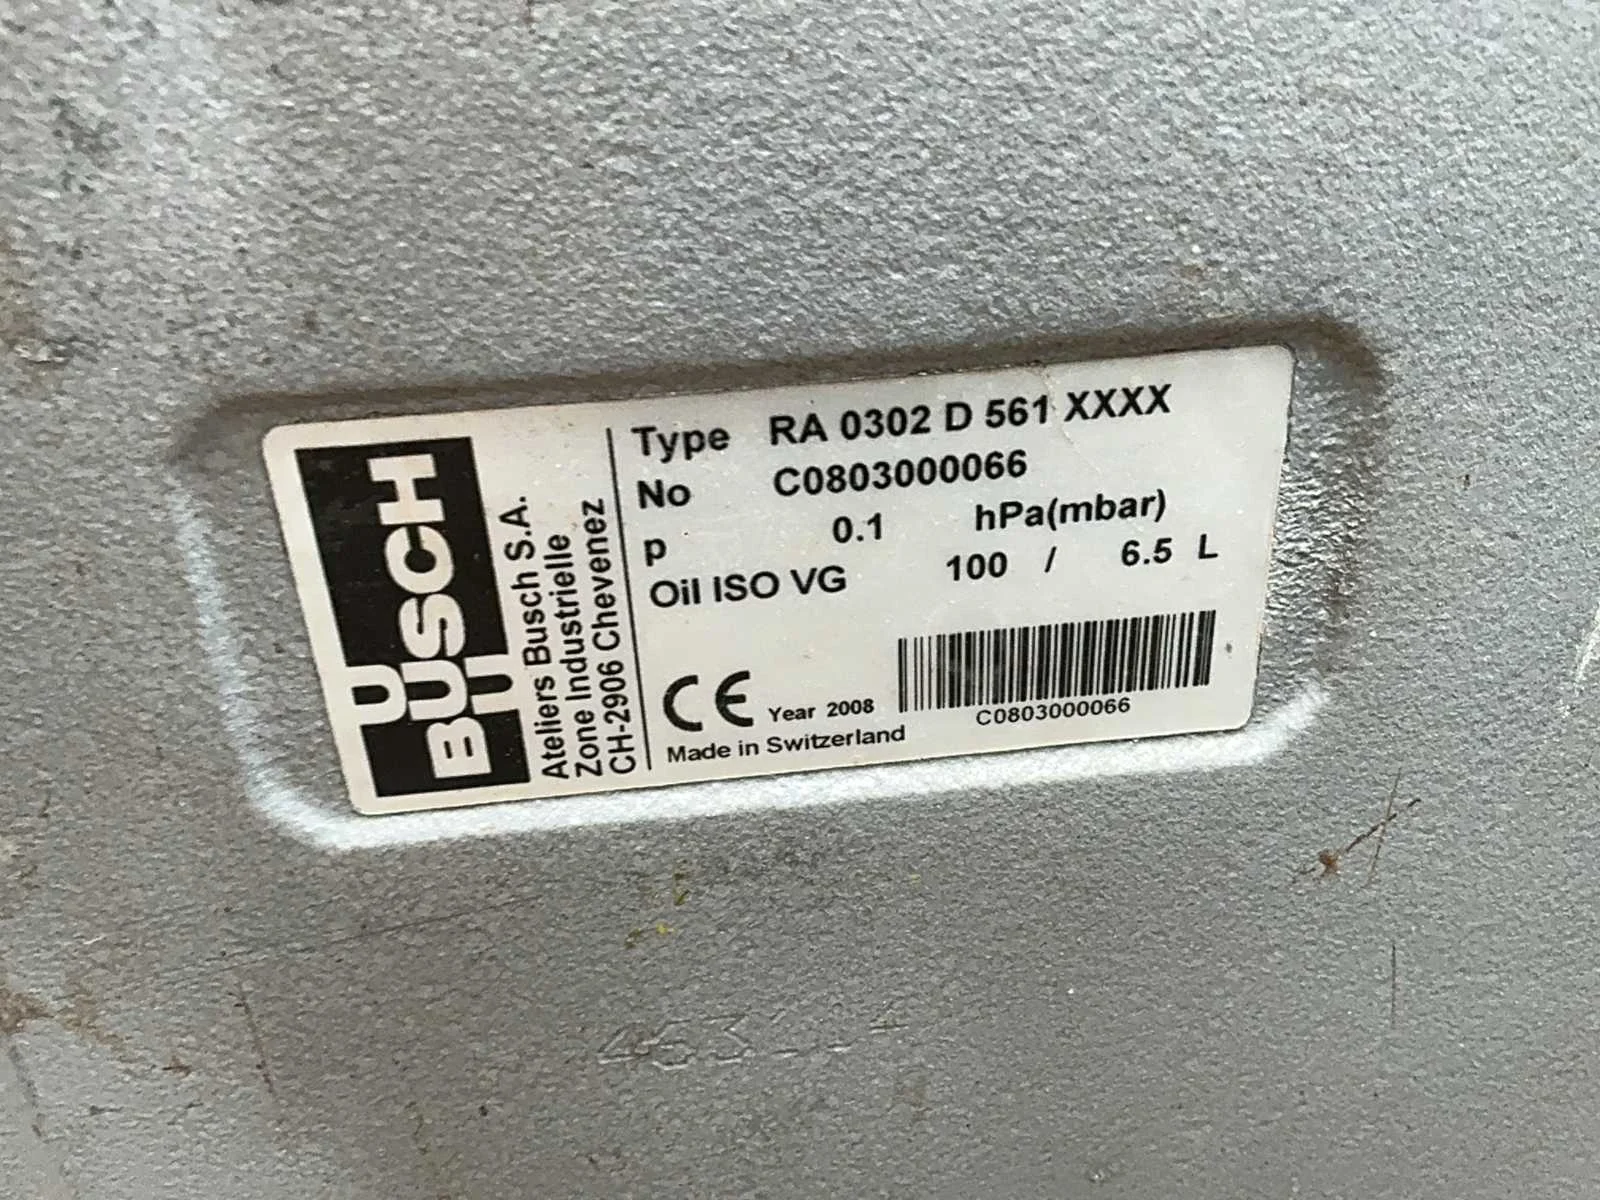 U
BUSCH
U
Ateliers Busch S.A.
Zone Industrielle
CH-2906 Chevenez
Type RA 0302 D 561 XXXX
No C0803000066
p 0.1 hPa(mbar)
Oil ISO VG 100 / 6.5 L
CE Year 2008
Made in Switzerland
C0803000066